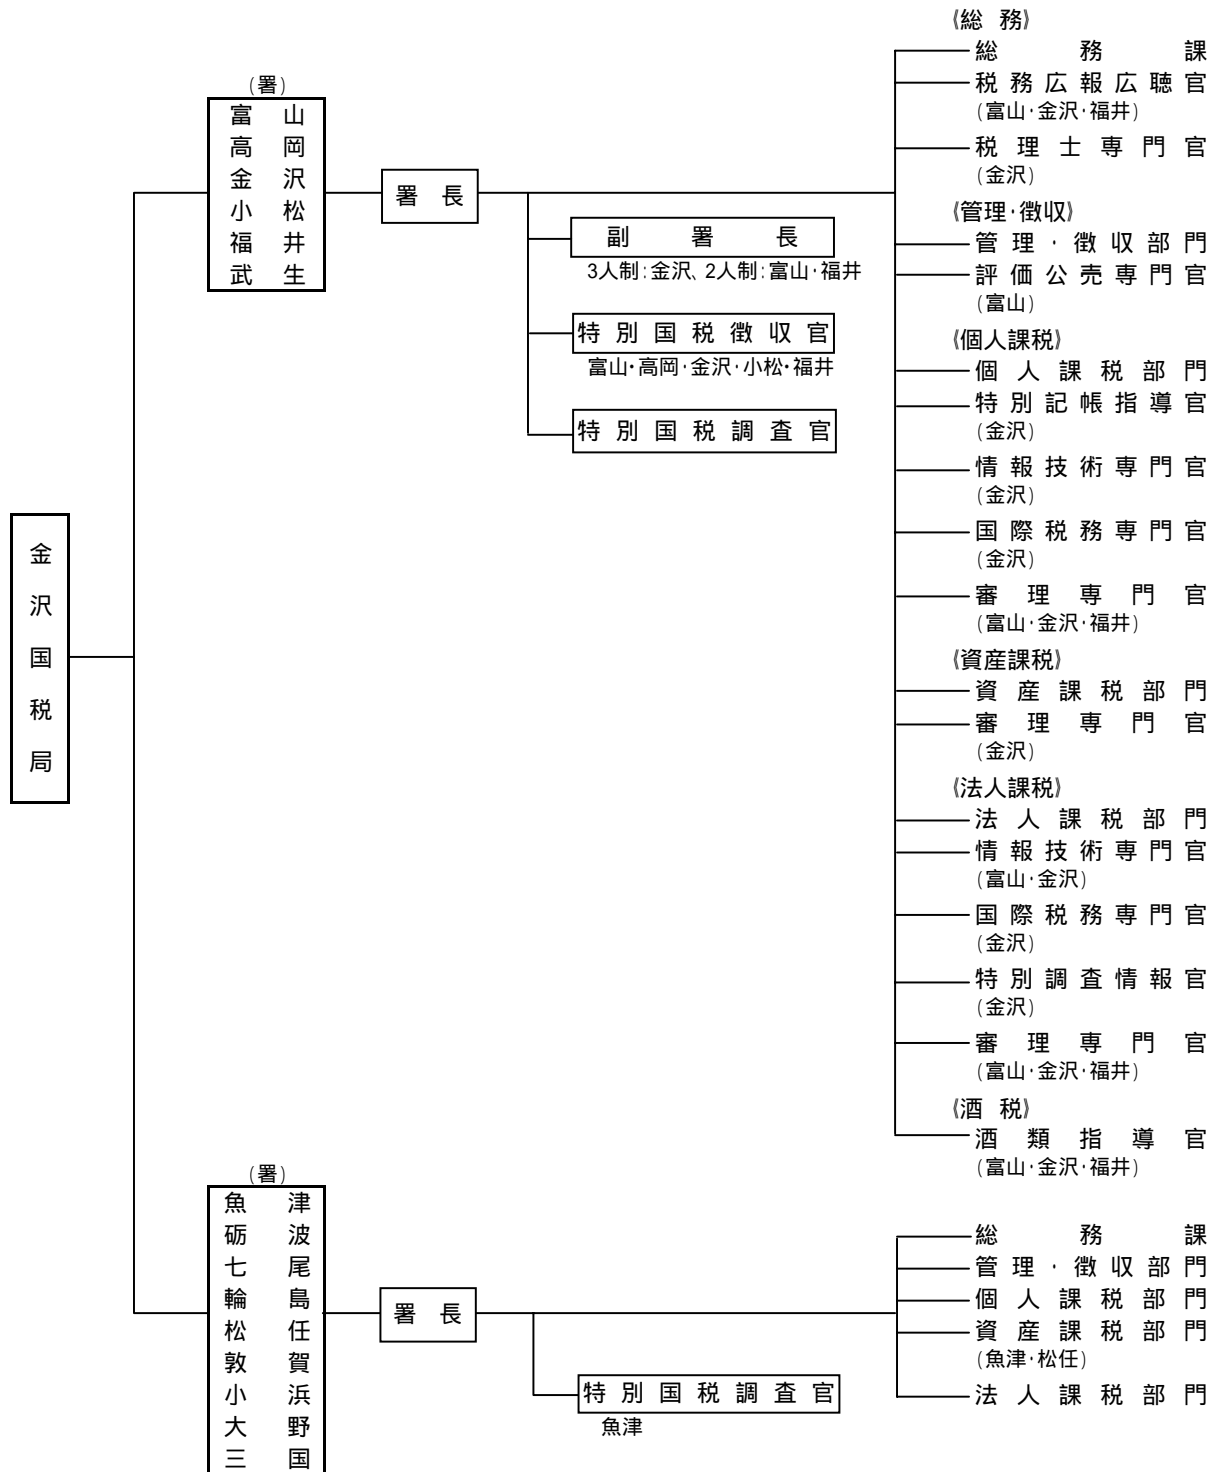 金沢国税局
(署)
富山
高岡
金沢
小松
福井
武生
署長
副署長
3人制:金沢、2人制:富山・福井
特別国税徴収官
富山・高岡・金沢・小松・福井
特別国税調査官
《総務》
総務課
税務広報広聴官
(富山・金沢・福井)
税理士専門官
(金沢)
《管理・徴収》
管理・徴収部門
評価公売専門官
(富山)
《個人課税》
個人課税部門
特別記帳指導官
(金沢)
情報技術専門官
(金沢)
国際税務専門官
(金沢)
審理専門官
(富山・金沢・福井)
《資産課税》
資産課税部門
審理専門官
(金沢)
《法人課税》
法人課税部門
情報技術専門官
(富山・金沢)
国際税務専門官
(金沢)
特別調査情報官
(金沢)
審理専門官
(富山・金沢・福井)
《酒税》
酒類指導官
(富山・金沢・福井)
(署)
魚津
砺波
七尾
輪島
松任
敦賀
小浜
大野
三国
署長
特別国税調査官
魚津
総務課
管理・徴収部門
個人課税部門
資産課税部門
(魚津・松任)
法人課税部門